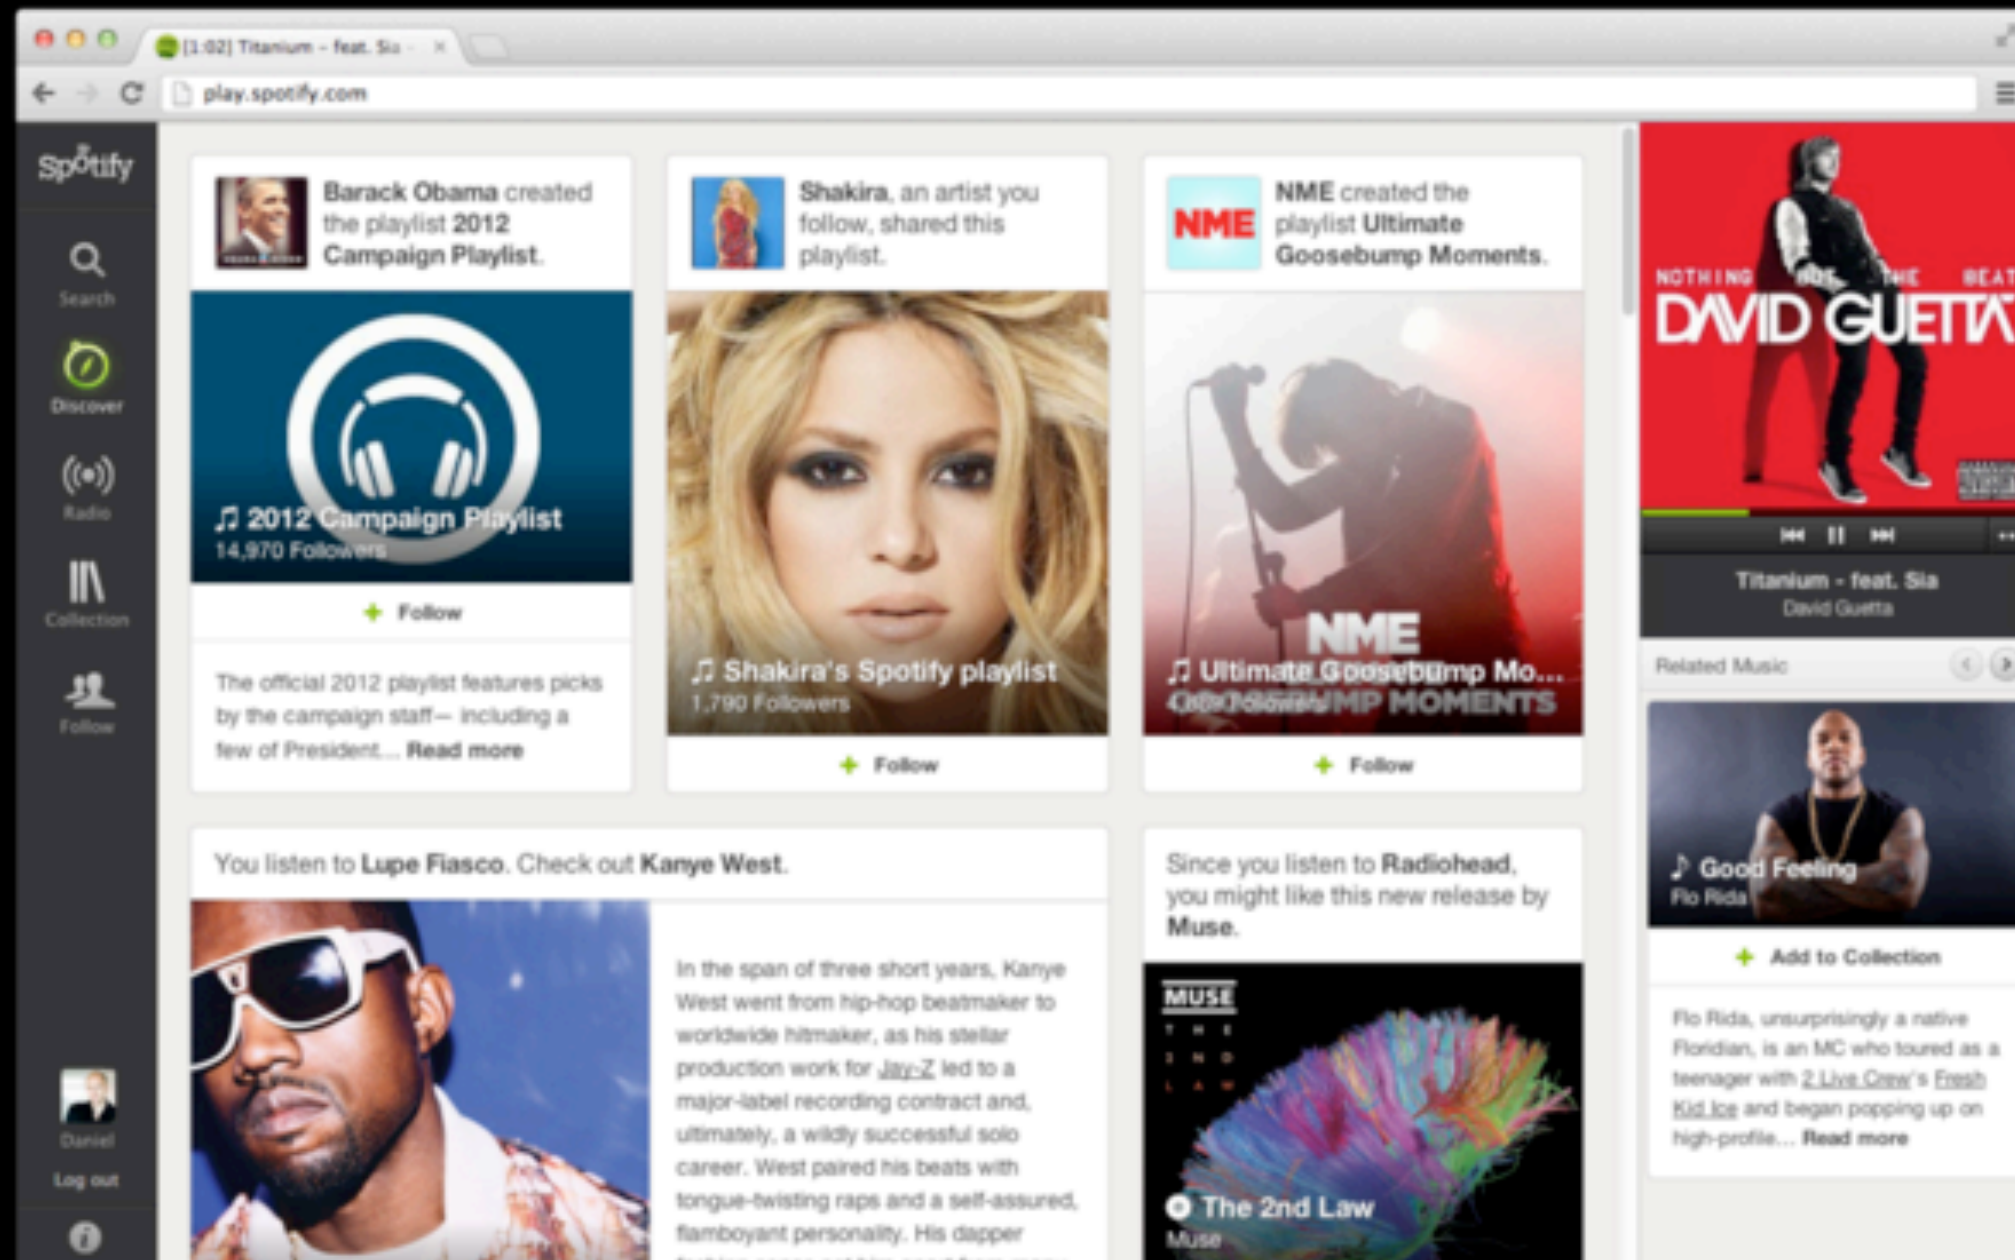 [1:02] Titanium - feat. Sia -
play.spotify.com
Spotify
Search
Discover
Radio
Collection
Follow
Daniel
Log out
Barack Obama created
the playlist 2012
Campaign Playlist.
2012 Campaign Playlist
14,970 Followers
Follow
The official 2012 playlist features picks
by the campaign staff— including a
few of President... Read more
Shakira, an artist you
follow, shared this
playlist.
Shakira's Spotify playlist
1,790 Followers
Follow
NME
NME created the
playlist Ultimate
Goosebump Moments.
NME
Ultimate Goosebump Mo...
GOOSEBUMP MOMENTS
Followers
Follow
You listen to Lupe Fiasco. Check out Kanye West.
In the span of three short years, Kanye
West went from hip-hop beatmaker to
worldwide hitmaker, as his stellar
production work for Jay-Z led to a
major-label recording contract and,
ultimately, a wildly successful solo
career. West paired his beats with
tongue-twisting raps and a self-assured,
flamboyant personality. His dapper
Since you listen to Radiohead,
you might like this new release by
Muse.
MUSE
THE
2ND
LAW
The 2nd Law
Muse
NOTHING BUT THE BEAT
DAVID GUETTA
Titanium - feat. Sia
David Guetta
Related Music
Good Feeling
Flo Rida
Add to Collection
Flo Rida, unsurprisingly a native
Floridian, is an MC who toured as a
teenager with 2 Live Crew's Fresh
Kid Ice and began popping up on
high-profile... Read more